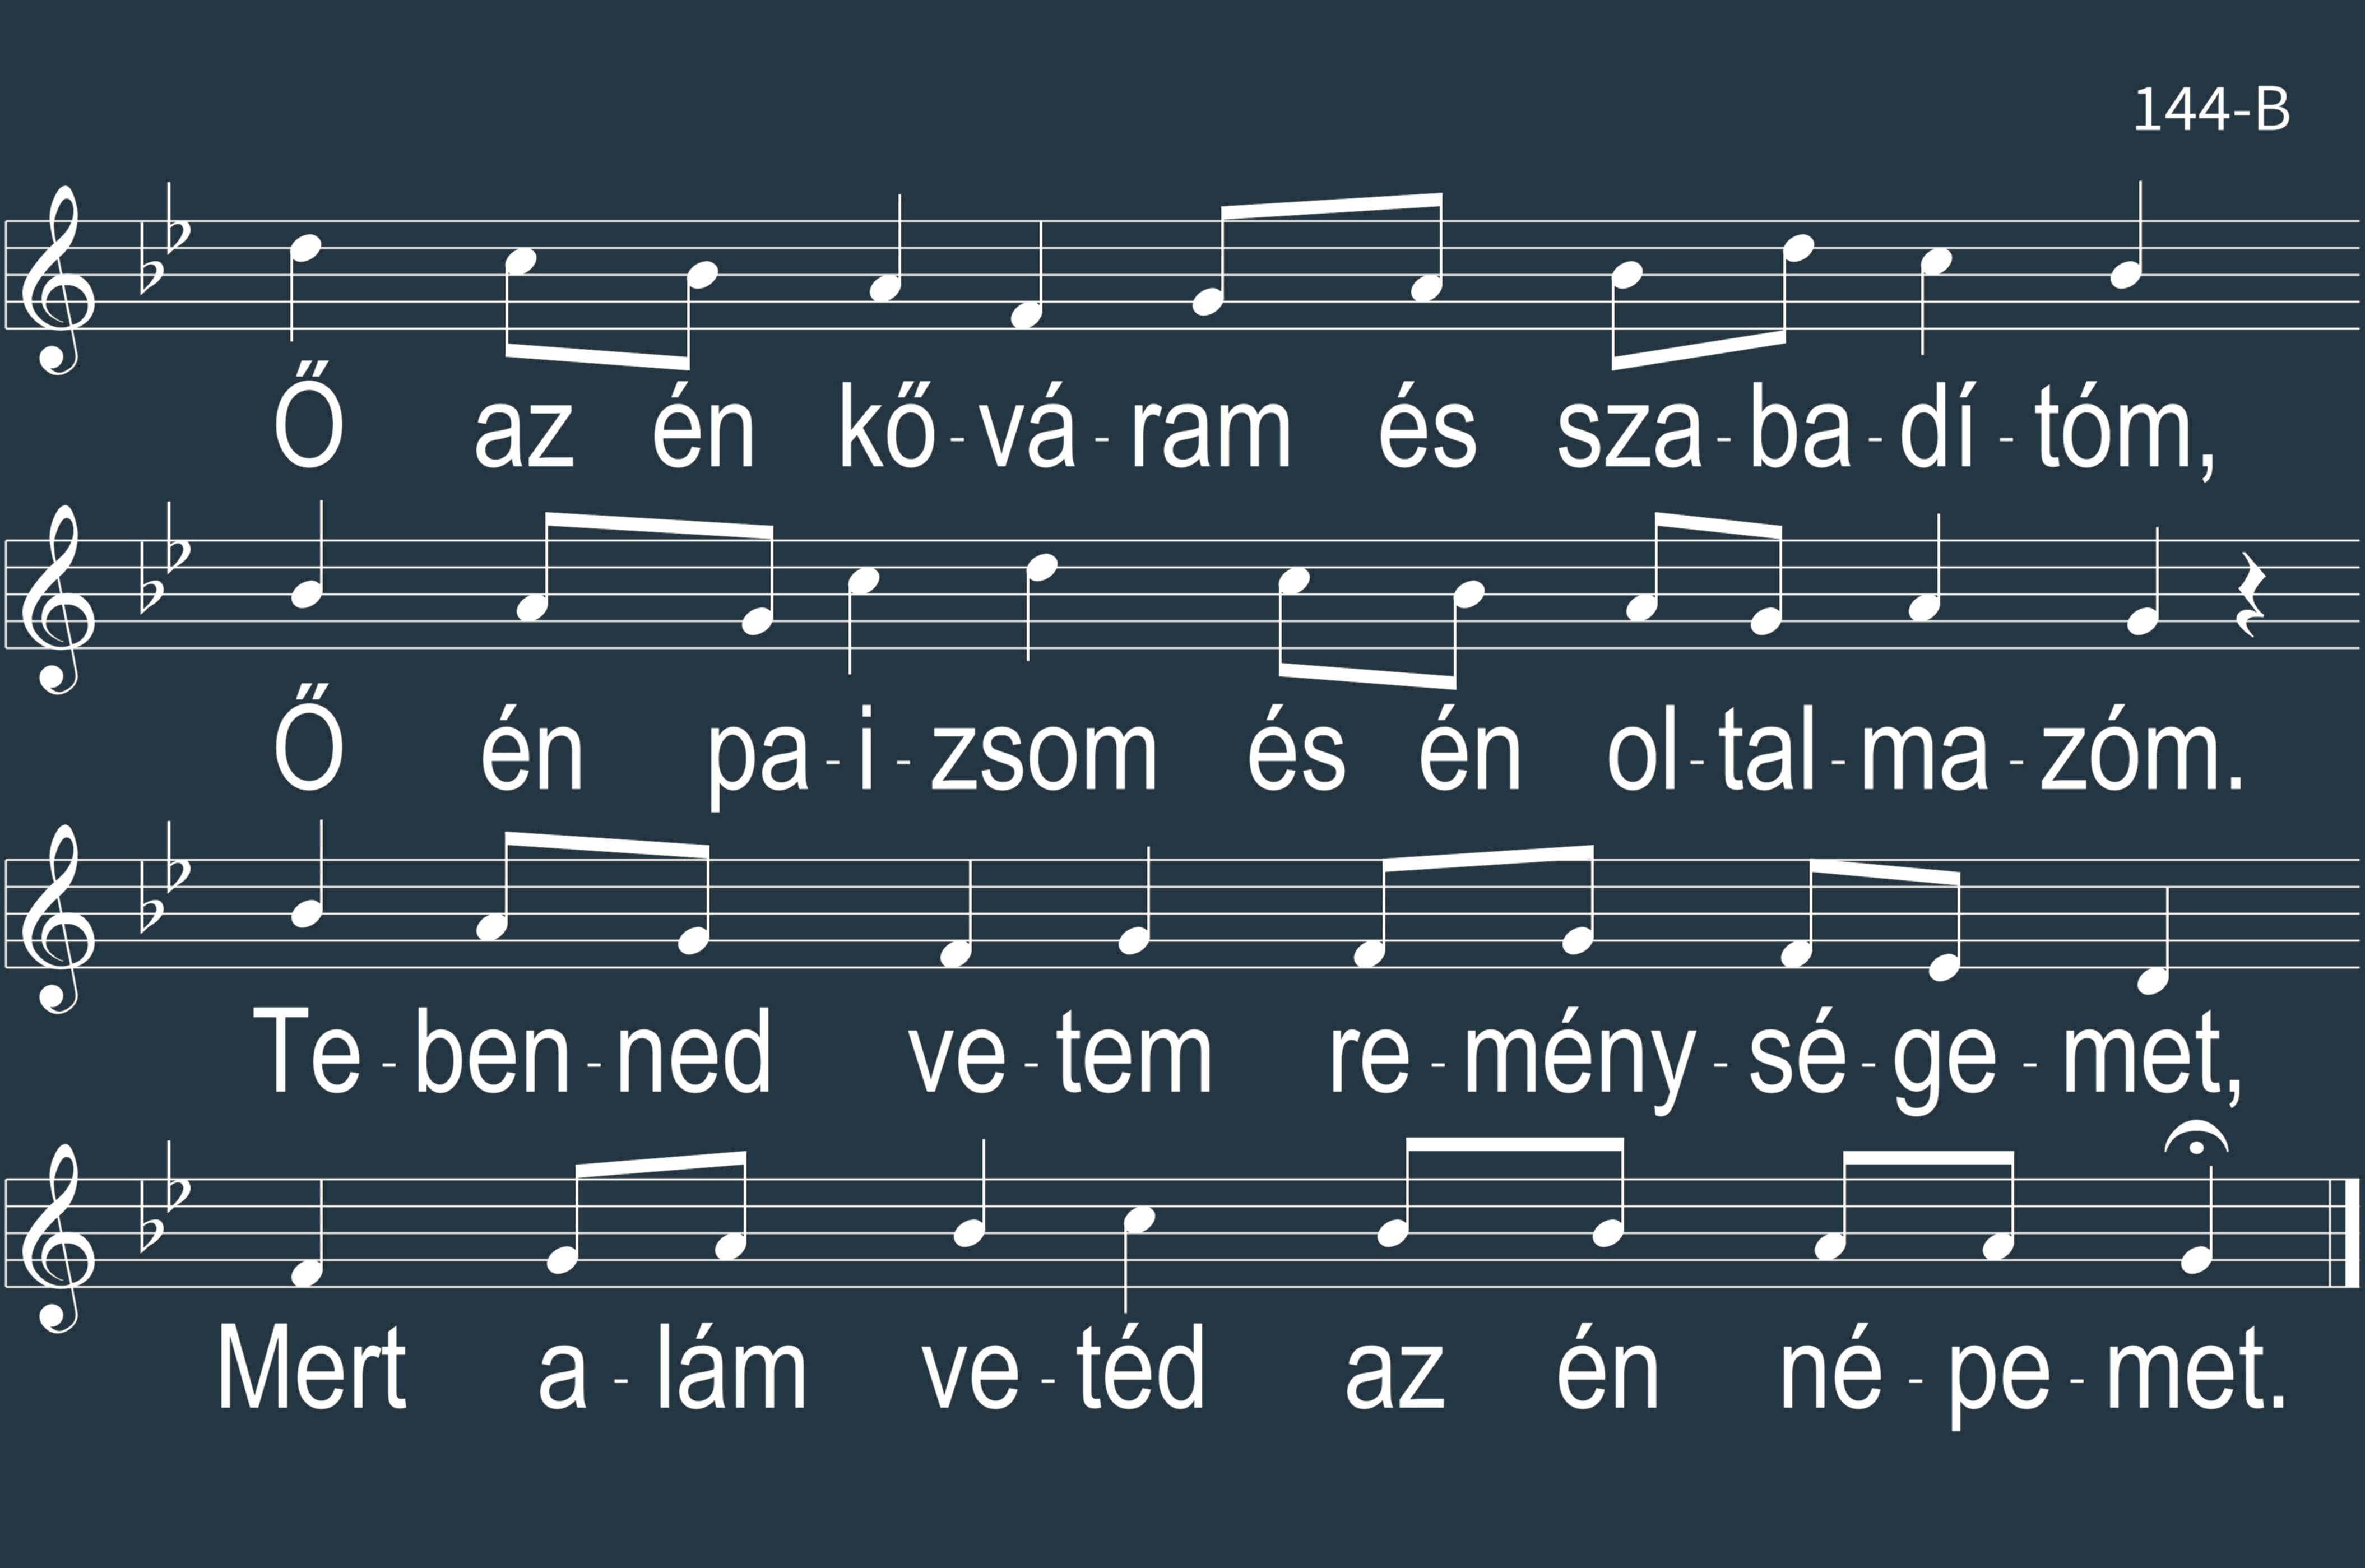 144-B
Ő az én kő-vá-ram és sza-ba-dí-tóm,
Ő én pa-i-zsom és én ol-tal-ma-zóm.
Te-ben-ned ve-tem re-mény-sé-ge-met,
Mert a-lám ve-téd az én né-pe-met.